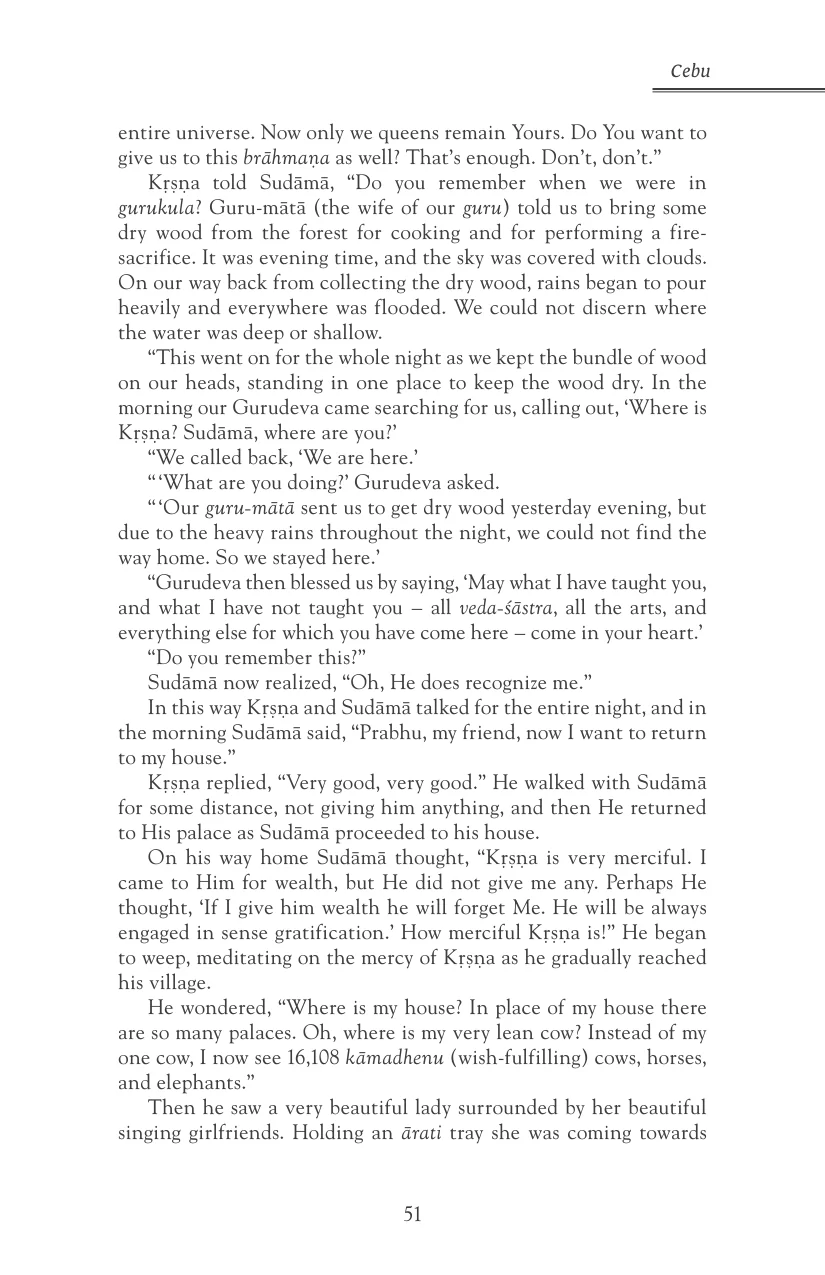 Cebu
entire universe. Now only we queens remain Yours. Do You want to
give us to this brāhmaṇa as well? That’s enough. Don’t, don’t.”
Kṛṣṇa told Sudāmā, “Do you remember when we were in
gurukula? Guru-mātā (the wife of our guru) told us to bring some
dry wood from the forest for cooking and for performing a fire-
sacrifice. It was evening time, and the sky was covered with clouds.
On our way back from collecting the dry wood, rains began to pour
heavily and everywhere was flooded. We could not discern where
the water was deep or shallow.
“This went on for the whole night as we kept the bundle of wood
on our heads, standing in one place to keep the wood dry. In the
morning our Gurudeva came searching for us, calling out, ‘Where is
Kṛṣṇa? Sudāmā, where are you?’
“We called back, ‘We are here.’
“ ‘What are you doing?’ Gurudeva asked.
“ ‘Our guru-mātā sent us to get dry wood yesterday evening, but
due to the heavy rains throughout the night, we could not find the
way home. So we stayed here.’
“Gurudeva then blessed us by saying, ‘May what I have taught you,
and what I have not taught you – all veda-śāstra, all the arts, and
everything else for which you have come here – come in your heart.’
“Do you remember this?”
Sudāmā now realized, “Oh, He does recognize me.”
In this way Kṛṣṇa and Sudāmā talked for the entire night, and in
the morning Sudāmā said, “Prabhu, my friend, now I want to return
to my house.”
Kṛṣṇa replied, “Very good, very good.” He walked with Sudāmā
for some distance, not giving him anything, and then He returned
to His palace as Sudāmā proceeded to his house.
On his way home Sudāmā thought, “Kṛṣṇa is very merciful. I
came to Him for wealth, but He did not give me any. Perhaps He
thought, ‘If I give him wealth he will forget Me. He will be always
engaged in sense gratification.’ How merciful Kṛṣṇa is!” He began
to weep, meditating on the mercy of Kṛṣṇa as he gradually reached
his village.
He wondered, “Where is my house? In place of my house there
are so many palaces. Oh, where is my very lean cow? Instead of my
one cow, I now see 16,108 kāmadhenu (wish-fulfilling) cows, horses,
and elephants.”
Then he saw a very beautiful lady surrounded by her beautiful
singing girlfriends. Holding an ārati tray she was coming towards
51